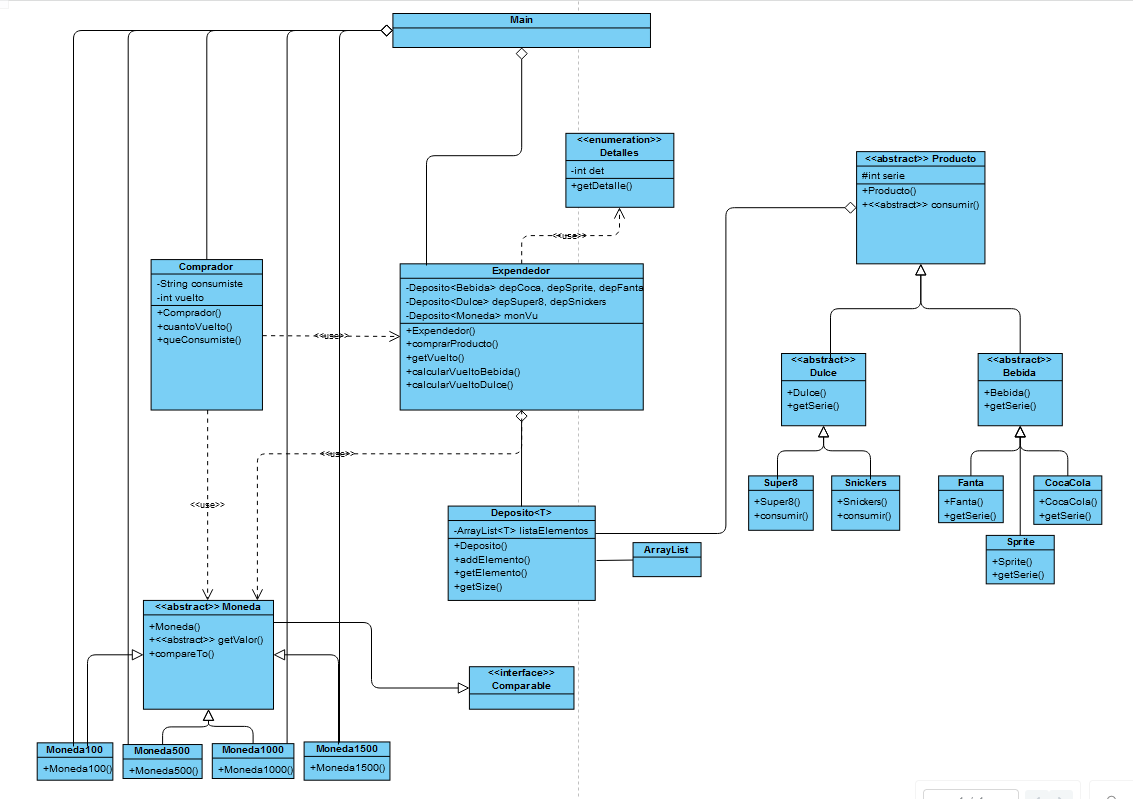 Main
<<enumeration>>
Detalles
-int det
+getDetalle()
<<abstract>> Producto
#int serie
+Producto()
+<<abstract>> consumir()
<<use>>
Comprador
-String consumiste
-int vuelto
+Comprador()
+cuantoVuelto()
+queConsumiste()
<<use>>
Expendedor
-Deposito<Bebida> depCoca, depSprite, depFanta
-Deposito<Dulce> depSuper8, depSnickers
-Deposito<Moneda> monVu
+Expendedor()
+comprarProducto()
+getVuelto()
+calcularVueltoBebida()
+calcularVueltoDulce()
<<abstract>>
Dulce
+Dulce()
+getSerie()
<<abstract>>
Bebida
+Bebida()
+getSerie()
<<use>>
<<use>>
Super8
+Super8()
+consumir()
Snickers
+Snickers()
+consumir()
Fanta
+Fanta()
+getSerie()
CocaCola
+CocaCola()
+getSerie()
Sprite
+Sprite()
+getSerie()
Deposito<T>
-ArrayList<T> listaElementos
+Deposito()
+addElemento()
+getElemento()
+getSize()
ArrayList
<<abstract>> Moneda
+Moneda()
+<<abstract>> getValor()
+compareTo()
<<interface>>
Comparable
Moneda100
+Moneda100()
Moneda500
+Moneda500()
Moneda1000
+Moneda1000()
Moneda1500
+Moneda1500()